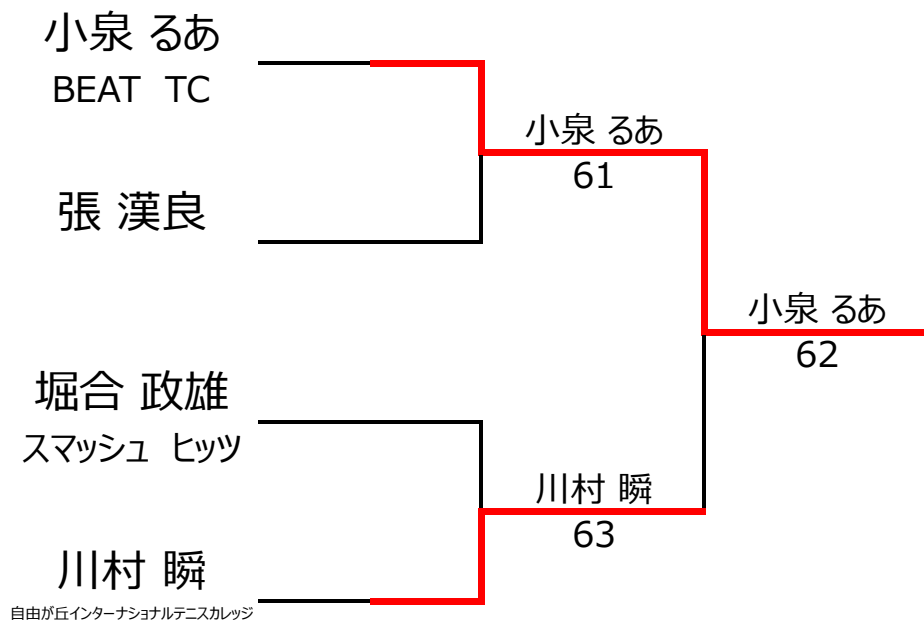 小泉 るあ
BEAT TC
小泉 るあ
61
張 漢良
小泉 るあ
62
堀合 政雄
スマッシュ ヒッツ
川村 瞬
63
川村 瞬
自由が丘インターナショナルテニスカレッジ